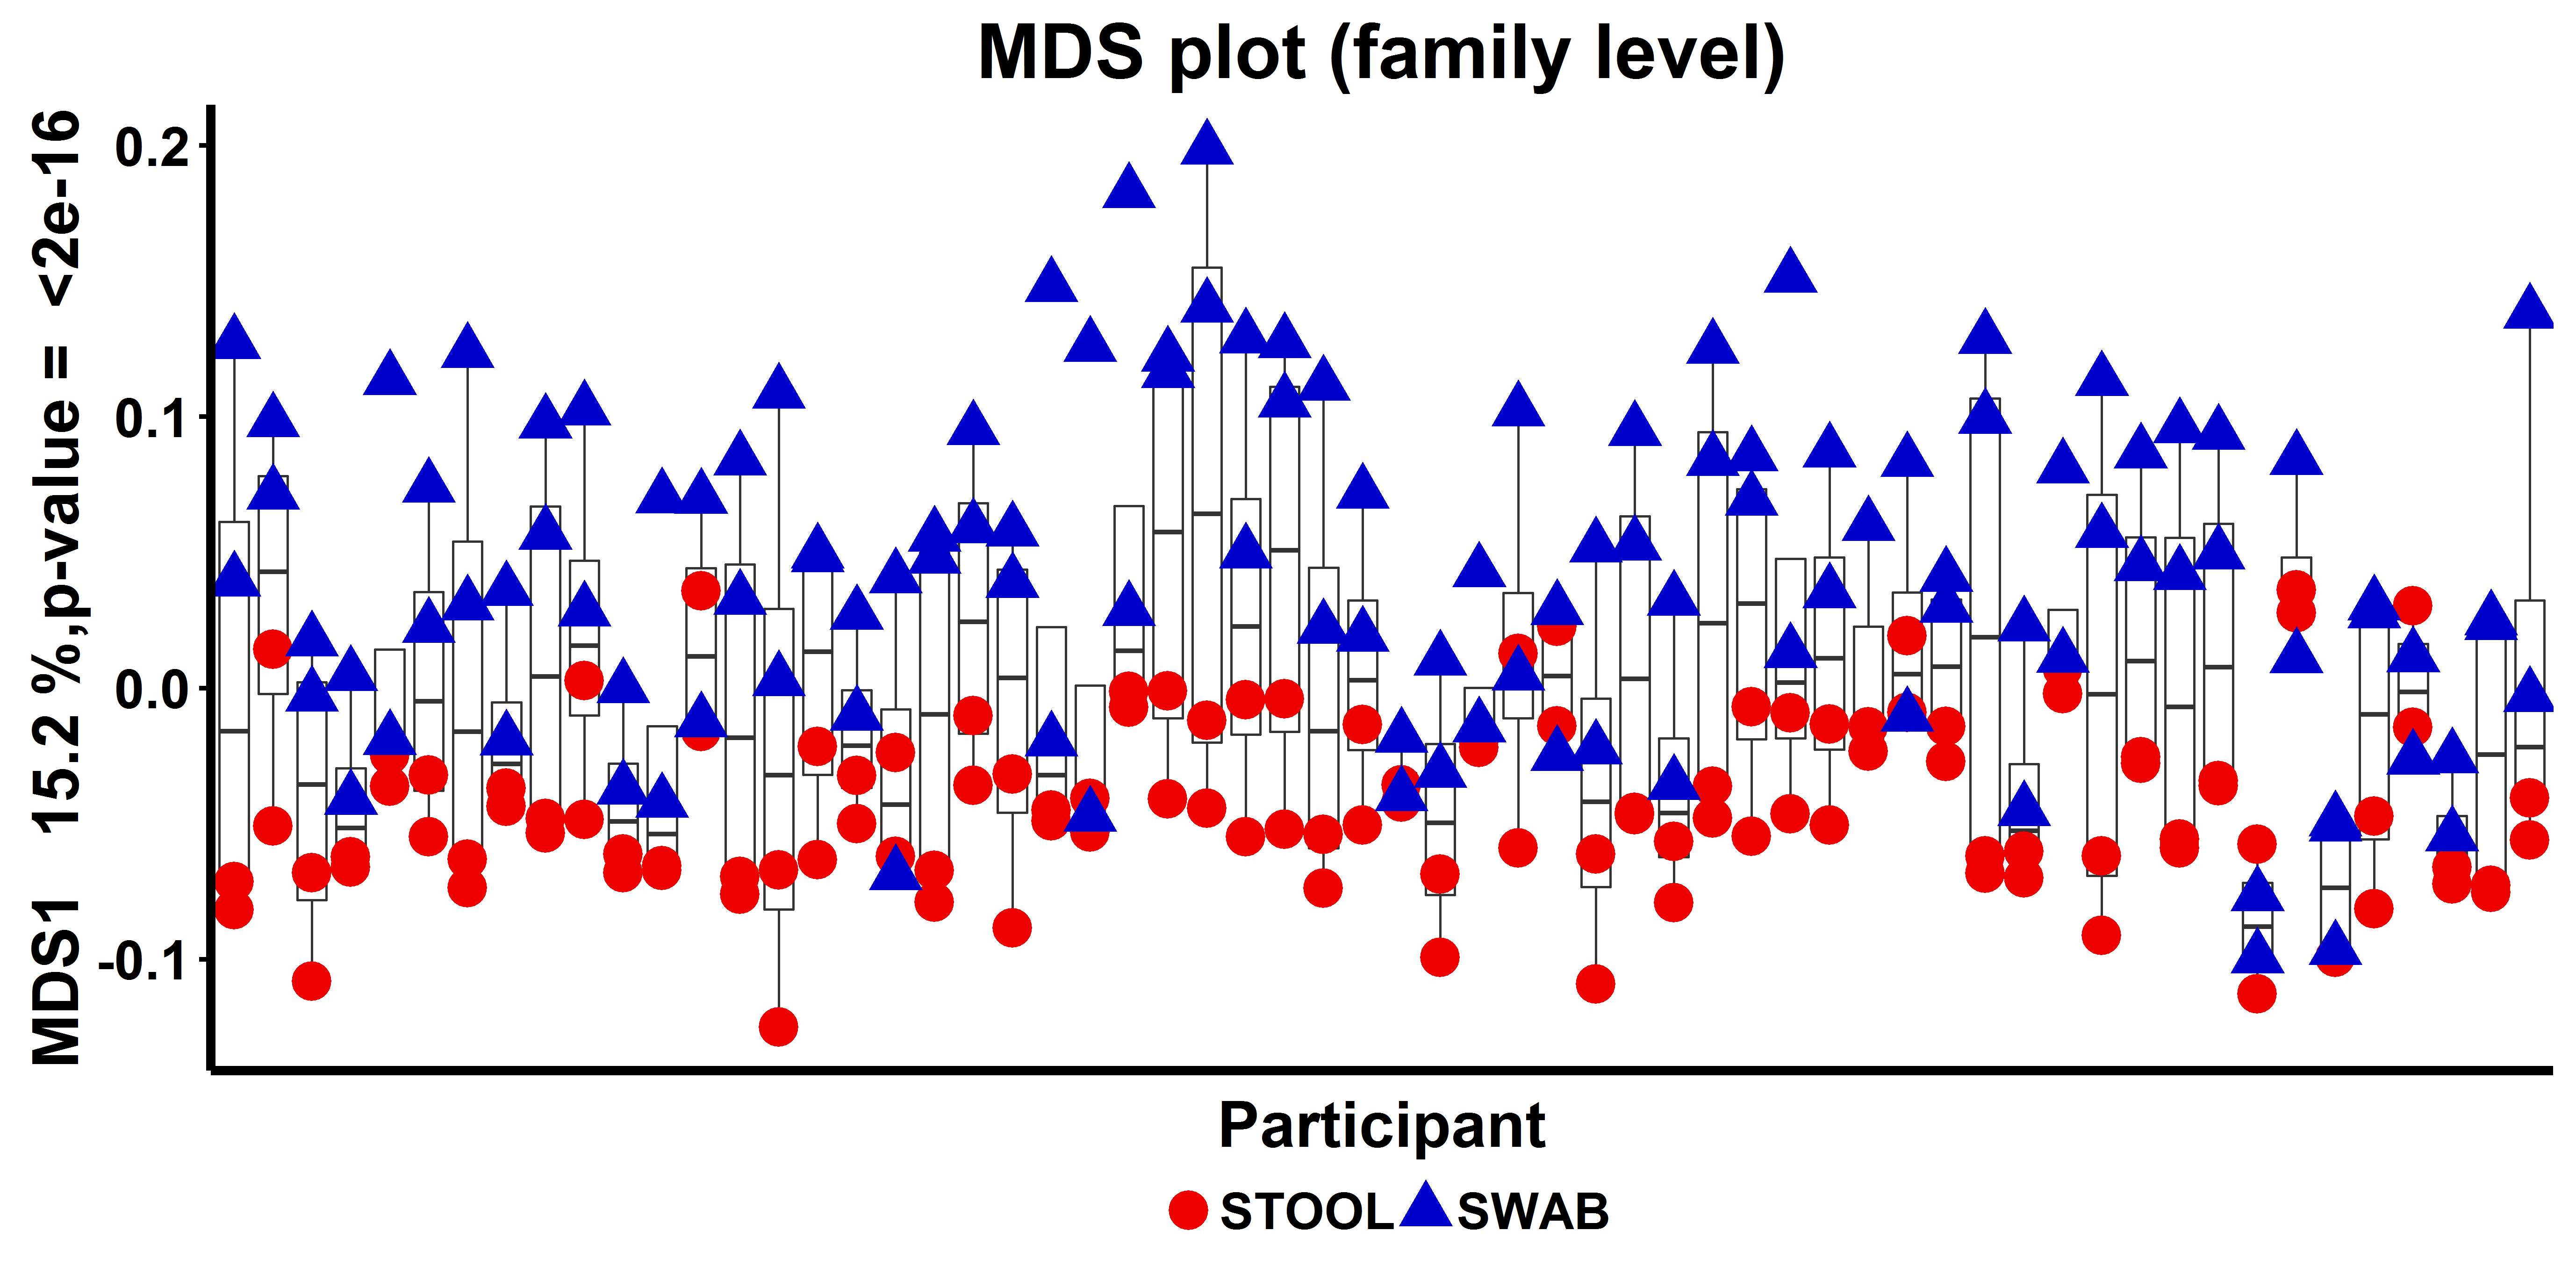 MDS plot (family level)
MDS1   15.2 %,p-value = <2e-16
0.2
0.1
0.0
-0.1
Participant
STOOL SWAB